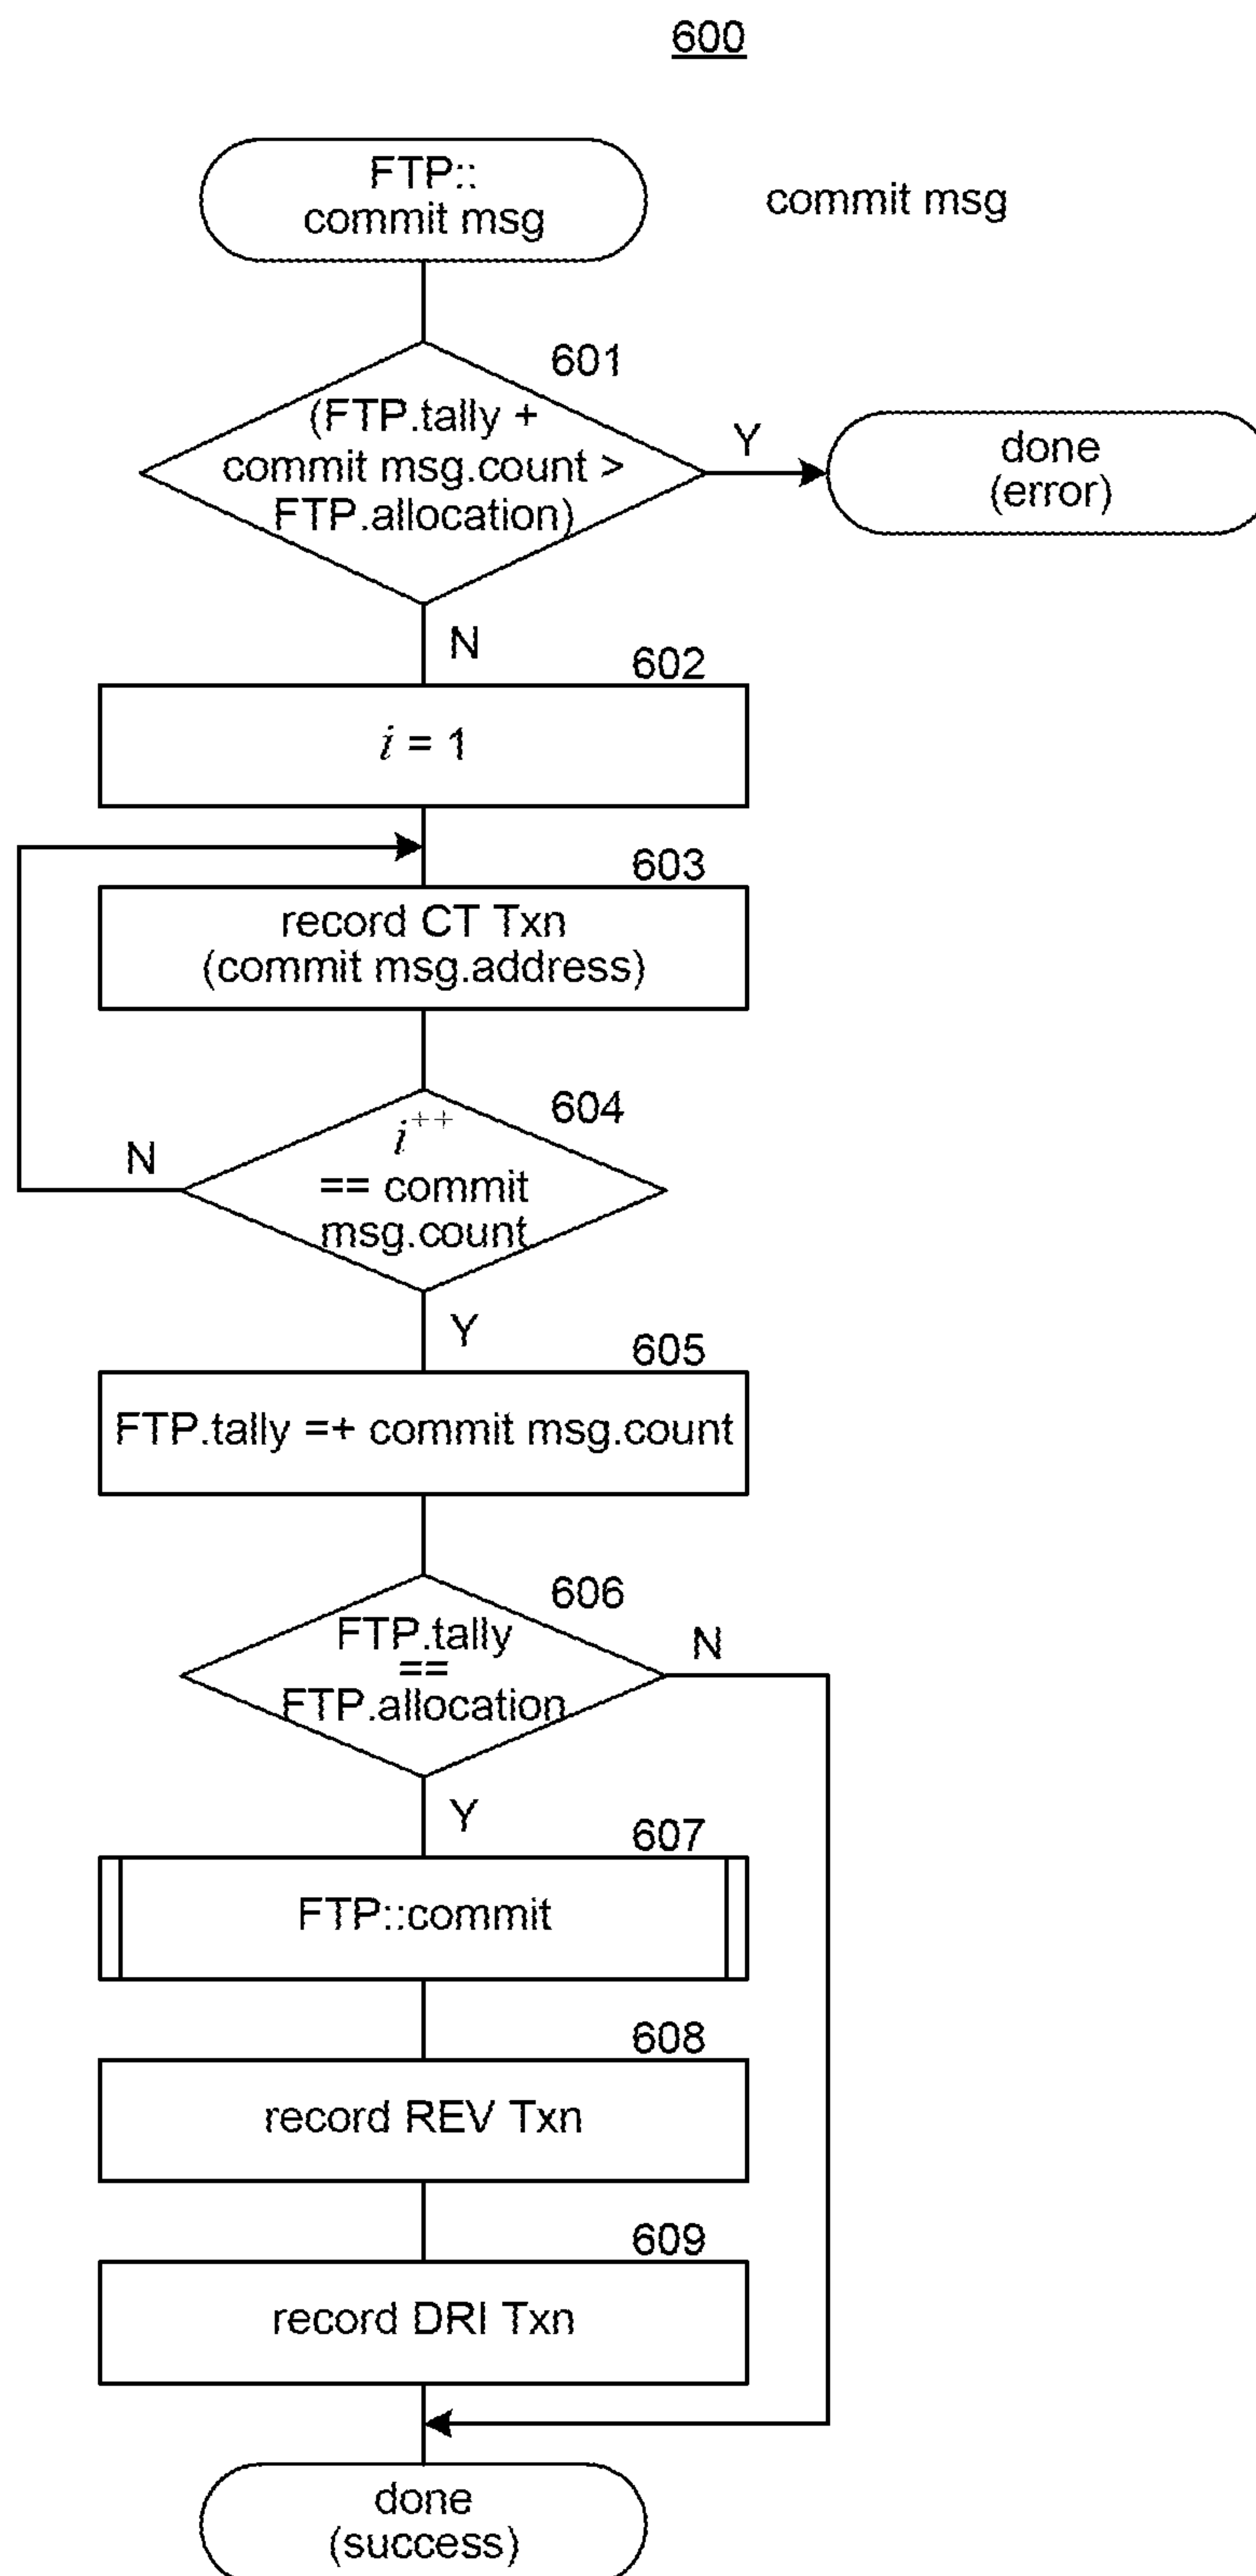 600
FTP::
commit msg
commit msg
601
(FTP.tally +
commit msg.count >
FTP.allocation)
Y
done
(error)
N
602
i = 1
603
record CT Txn
(commit msg.address)
604
i++
== commit
msg.count
N
Y
605
FTP.tally =+ commit msg.count
606
FTP.tally
==
FTP.allocation
N
Y
607
FTP::commit
608
record REV Txn
609
record DRI Txn
done
(success)